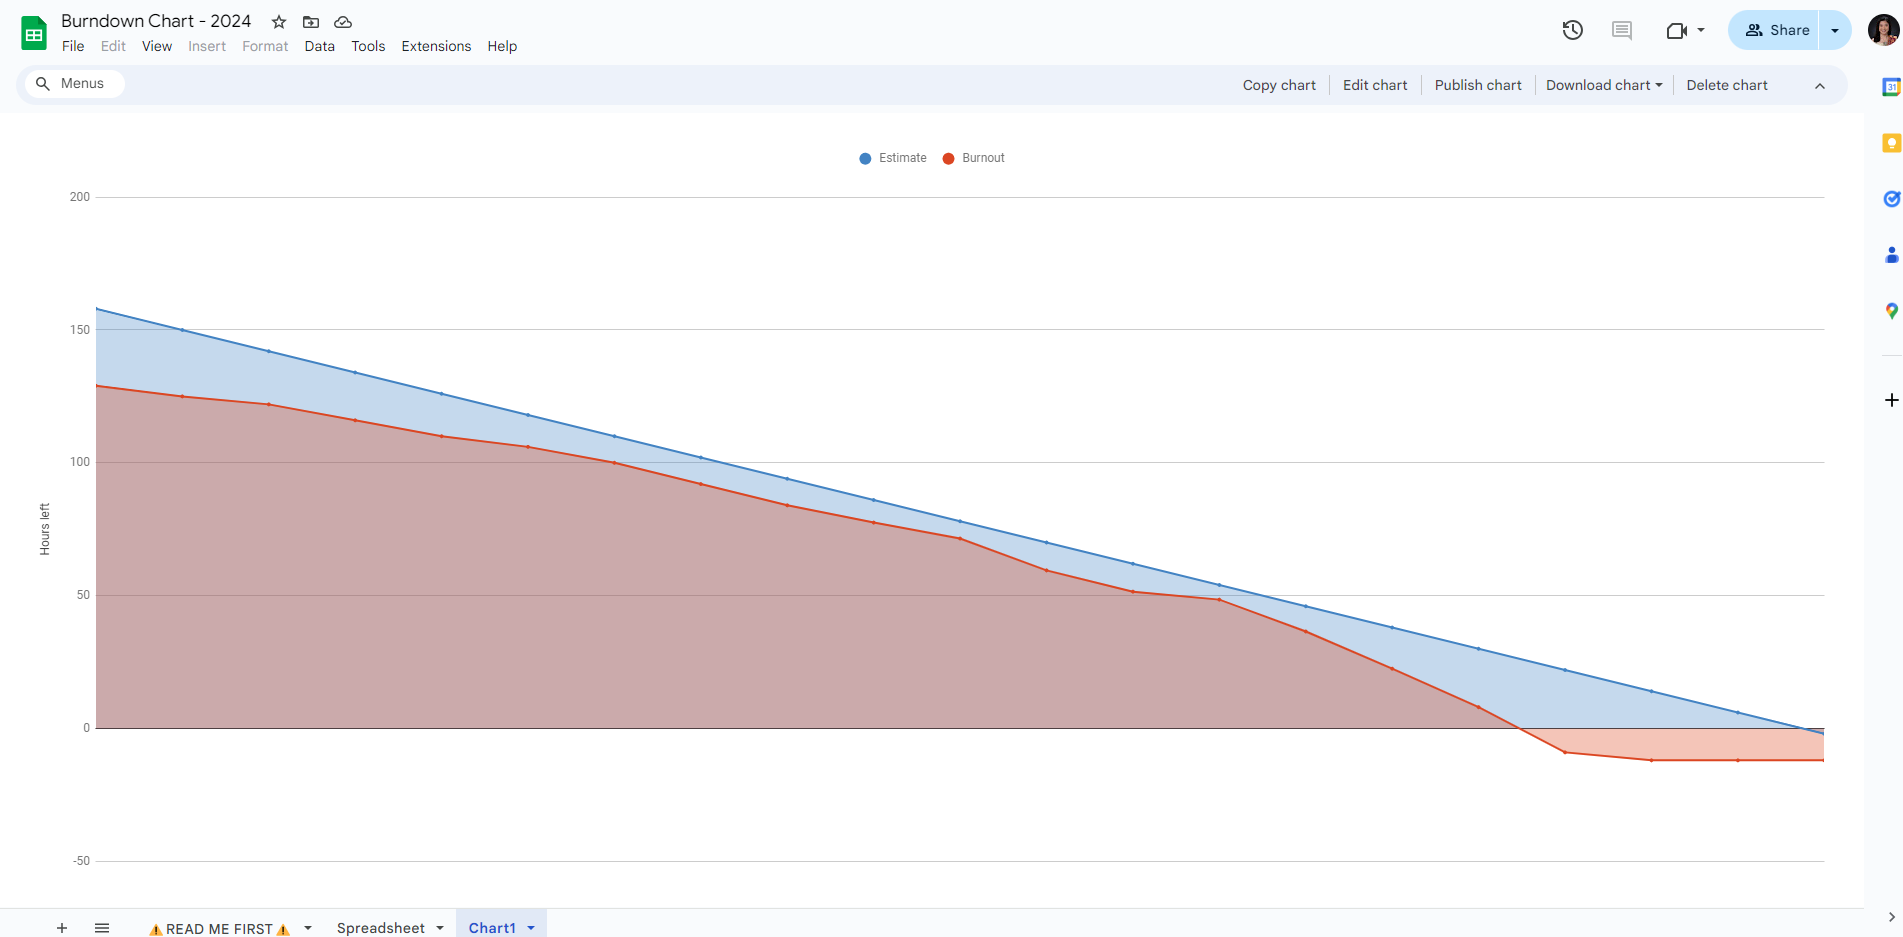 Burndown Chart - 2024
File Edit View Insert Format Data Tools Extensions Help
Share
Menus
Copy chart Edit chart Publish chart Download chart Delete chart
31
Estimate Burnout
200
150
100
50
0
-50
Hours left
READ ME FIRST Spreadsheet Chart1